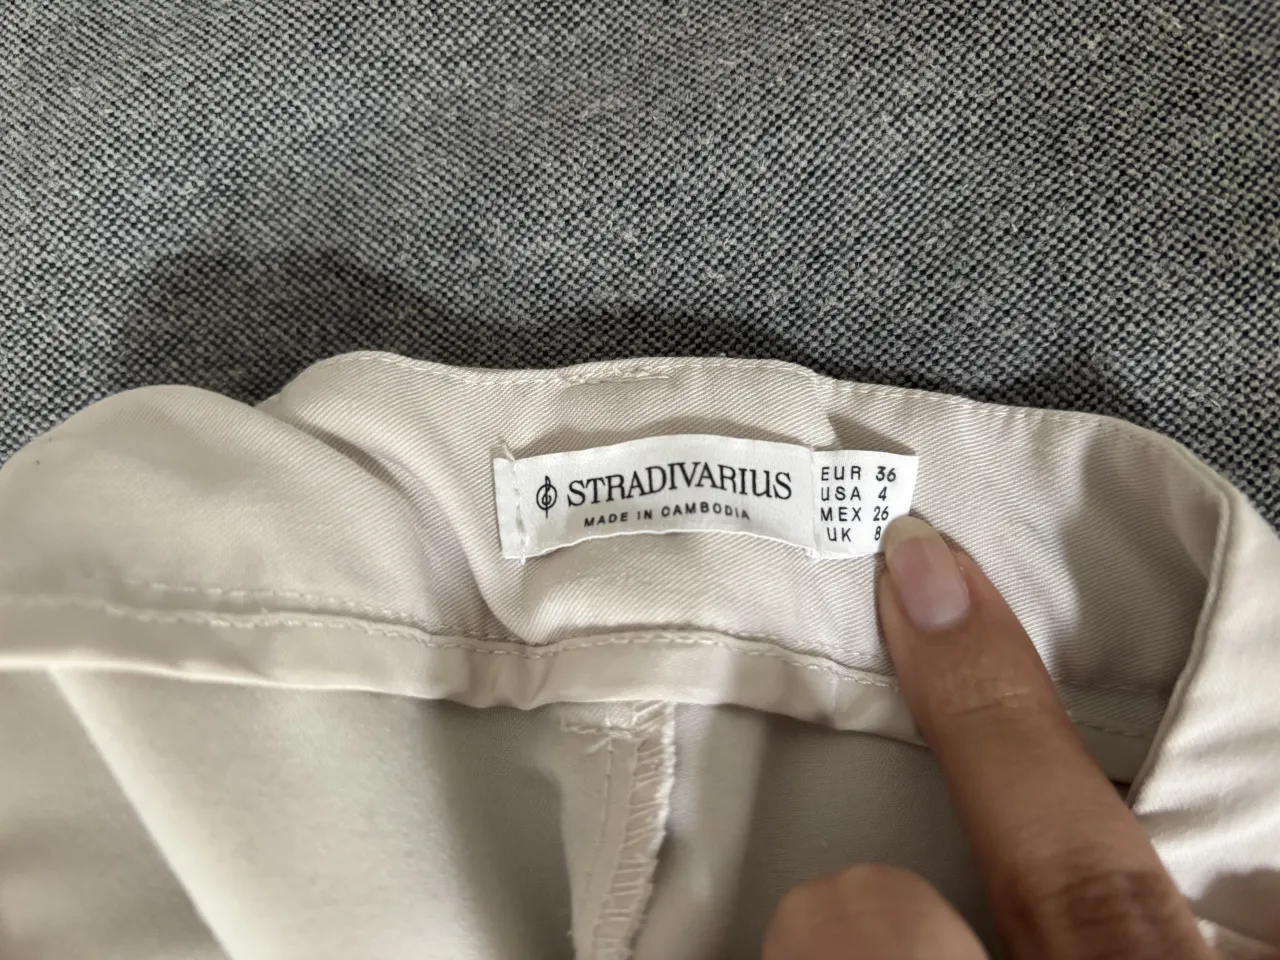 STRADIVARIUS
MADE IN CAMBODIA
EUR 36
USA 4
MEX 26
UK 8